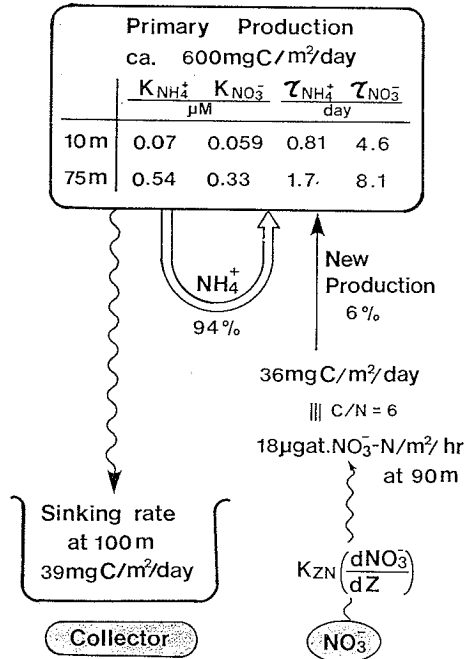 Primary Production
ca. 600mgC/m²/day
K_NH₄⁺ K_NO₃⁻ τ_NH₄⁺ τ_NO₃⁻
µM day
10m 0.07 0.059 0.81 4.6
75m 0.54 0.33 1.7 8.1
NH₄⁺
94%
New
Production
6%
36mgC/m²/day
||| C/N = 6
18µgat.NO₃⁻-N/m²/hr
at 90m
Sinking rate
at 100m
39mgC/m²/day
K_ZN(dNO₃⁻/dZ)
Collector
NO₃⁻